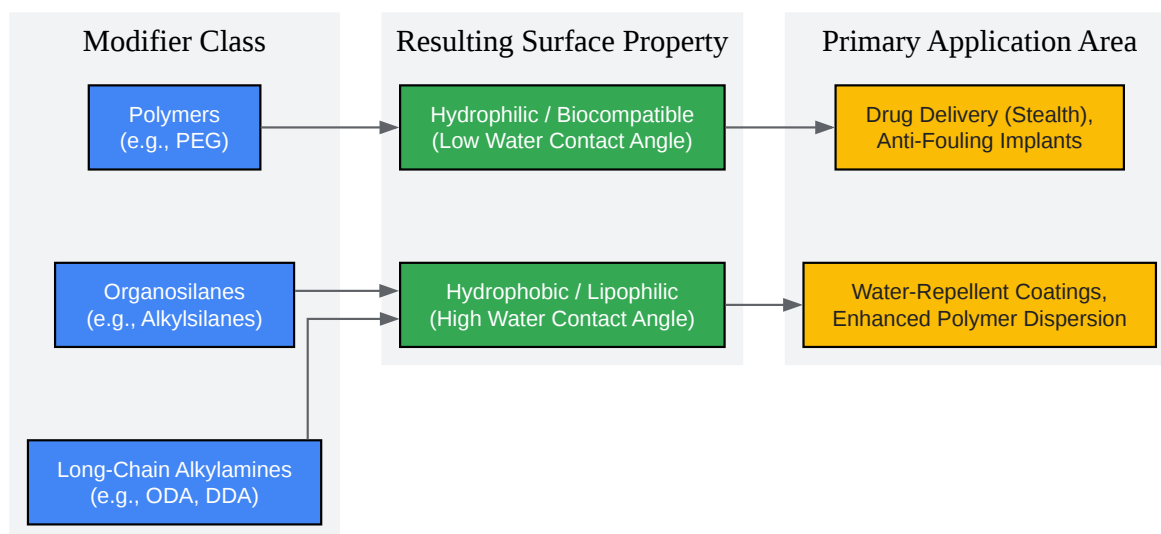 Modifier Class
Resulting Surface Property
Primary Application Area
Polymers
(e.g., PEG)
Hydrophilic / Biocompatible
(Low Water Contact Angle)
Drug Delivery (Stealth),
Anti-Fouling Implants
Organosilanes
(e.g., Alkylsilanes)
Hydrophobic / Lipophilic
(High Water Contact Angle)
Water-Repellent Coatings,
Enhanced Polymer Dispersion
Long-Chain Alkylamines
(e.g., ODA, DDA)